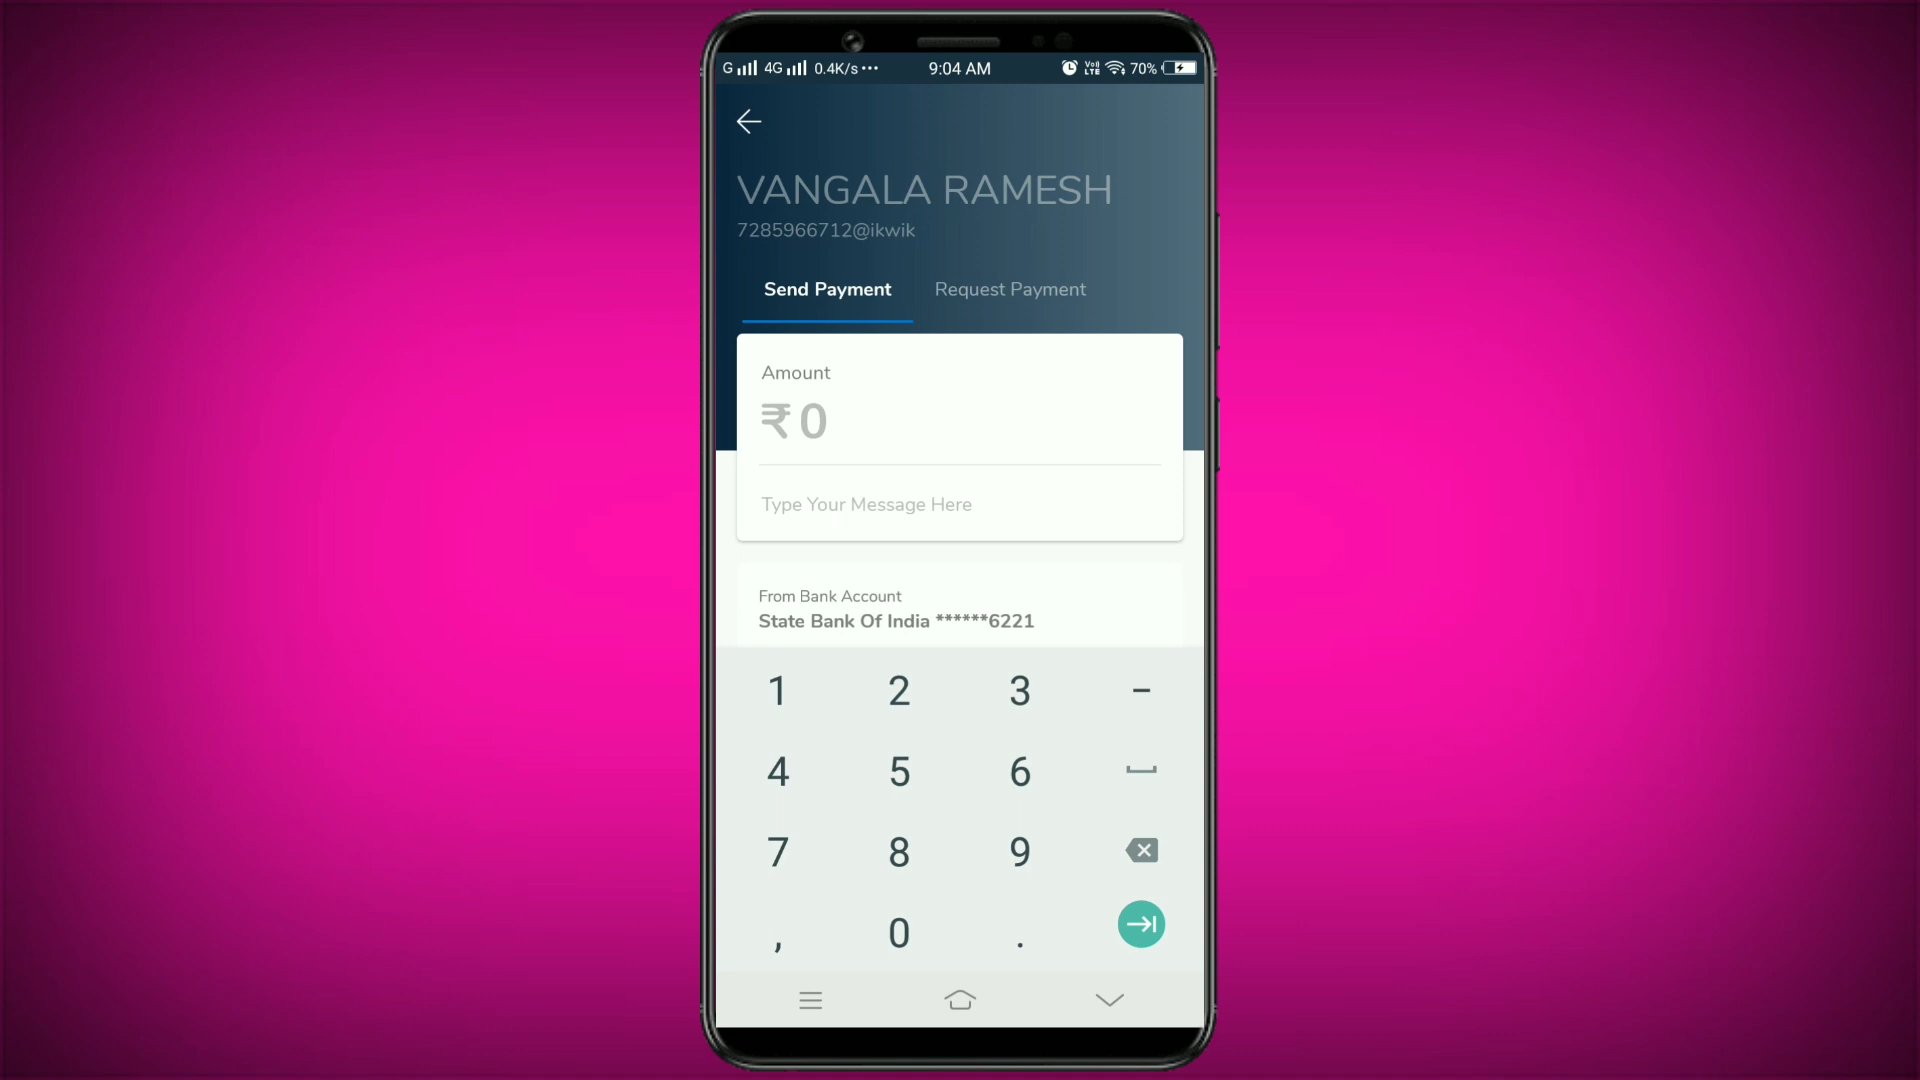 G 4G 0.4K/s ••• 9:04 AM VoLTE 70%
VANGALA RAMESH
7285966712@ikwik
Send Payment Request Payment
Amount
₹ 0
Type Your Message Here
From Bank Account
State Bank Of India ******6221
1 2 3 –
4 5 6
7 8 9
, 0 .